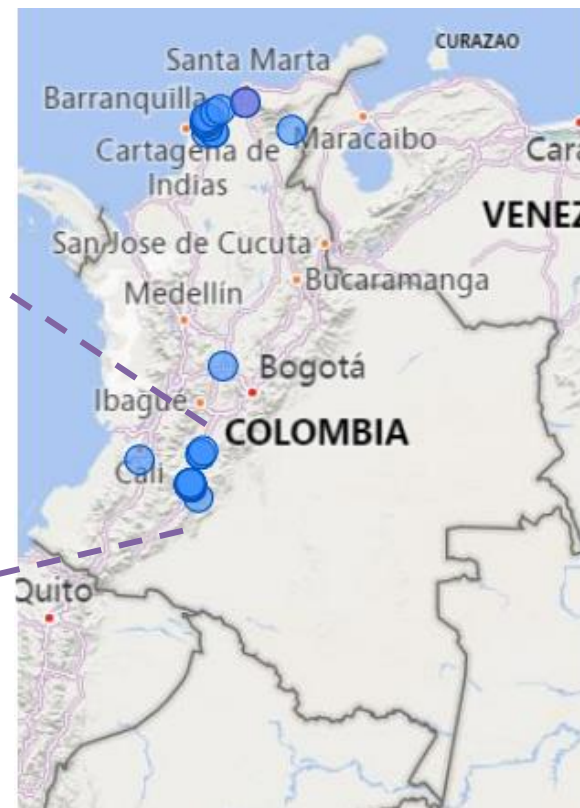 CURAZAO
Santa Marta
Barranquilla
Maracaibo
Cartagena de
Indias
Cara
VENEZ
San Jose de Cucuta
Bucaramanga
Medellín
Bogotá
Ibagué
COLOMBIA
Cali
Quito